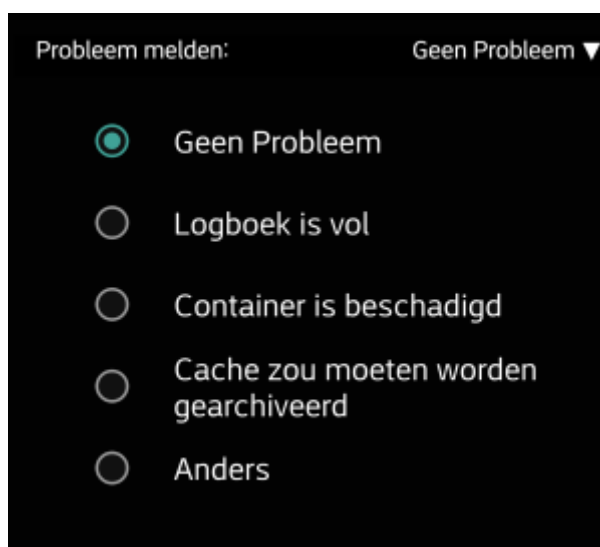 Probleem melden: Geen Probleem ▼
Geen Probleem
Logboek is vol
Container is beschadigd
Cache zou moeten worden
gearchiveerd
Anders